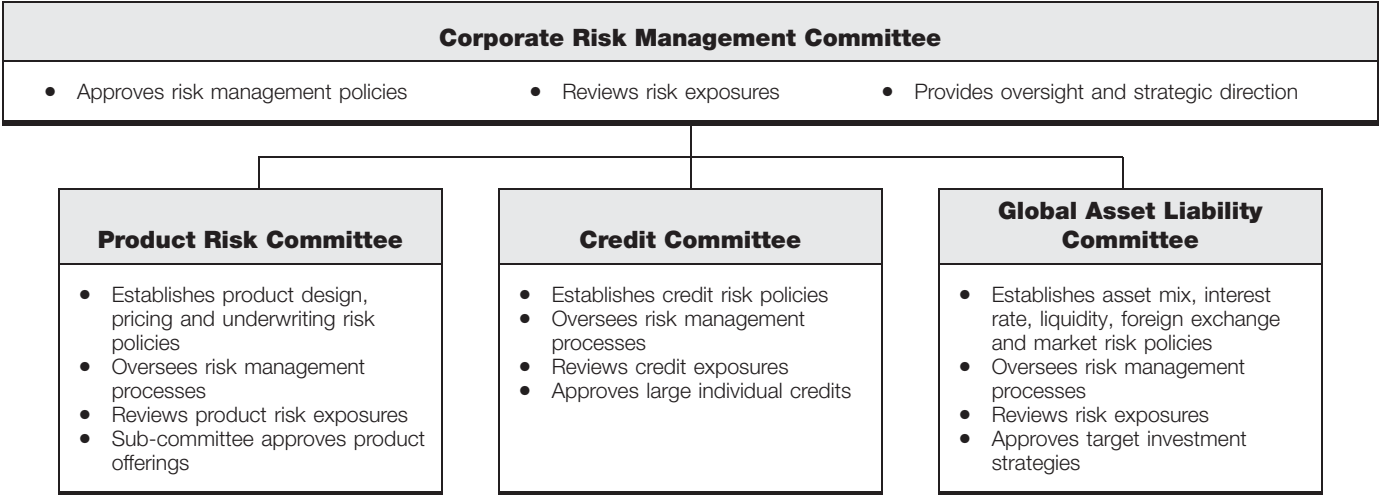 Corporate Risk Management Committee
• Approves risk management policies
• Reviews risk exposures
• Provides oversight and strategic direction
Product Risk Committee
• Establishes product design,
pricing and underwriting risk
policies
• Oversees risk management
processes
• Reviews product risk exposures
• Sub-committee approves product
offerings
Credit Committee
• Establishes credit risk policies
• Oversees risk management
processes
• Reviews credit exposures
• Approves large individual credits
Global Asset Liability
Committee
• Establishes asset mix, interest
rate, liquidity, foreign exchange
and market risk policies
• Oversees risk management
processes
• Reviews risk exposures
• Approves target investment
strategies